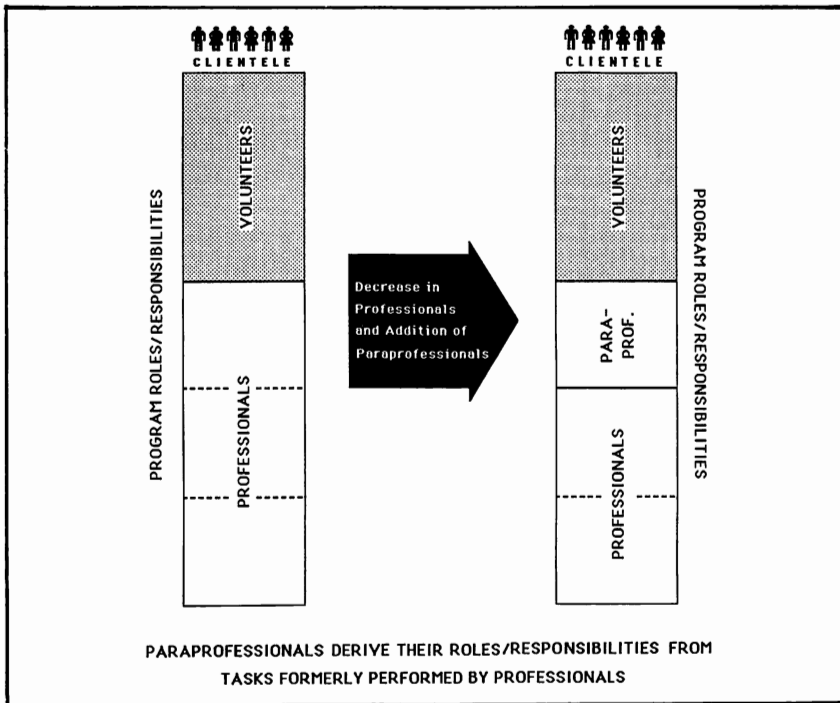 CLIENTELE
VOLUNTEERS
PROFESSIONALS
PROGRAM ROLES/RESPONSIBILITIES
Decrease in
Professionals
and Addition of
Paraprofessionals
CLIENTELE
VOLUNTEERS
PARA-
PROF.
PROFESSIONALS
PROGRAM ROLES/RESPONSIBILITIES
PARAPROFESSIONALS DERIVE THEIR ROLES/RESPONSIBILITIES FROM
TASKS FORMERLY PERFORMED BY PROFESSIONALS